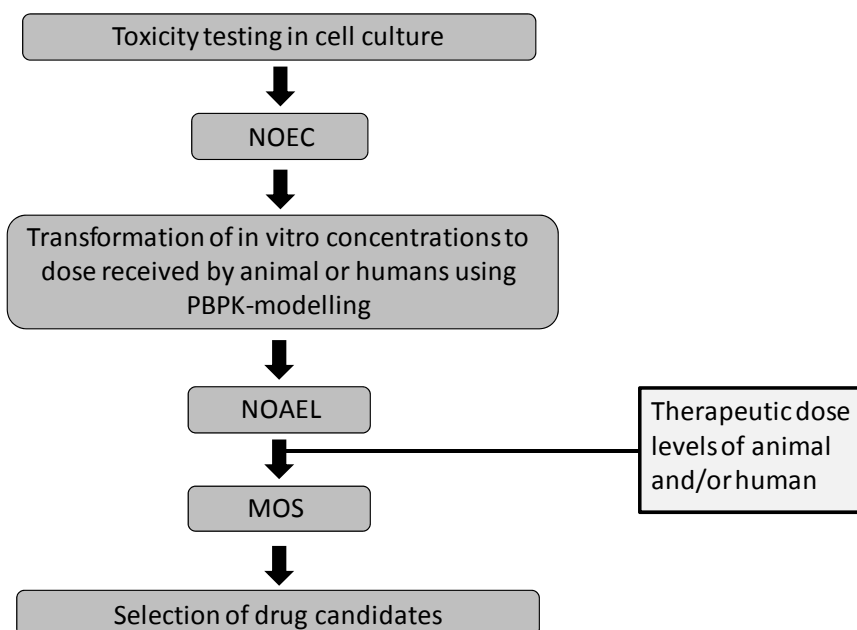 Toxicity testing in cell culture
NOEC
Transformation of in vitro concentrations to
dose received by animal or humans using
PBPK-modelling
NOAEL
Therapeutic dose
levels of animal
and/or human
MOS
Selection of drug candidates